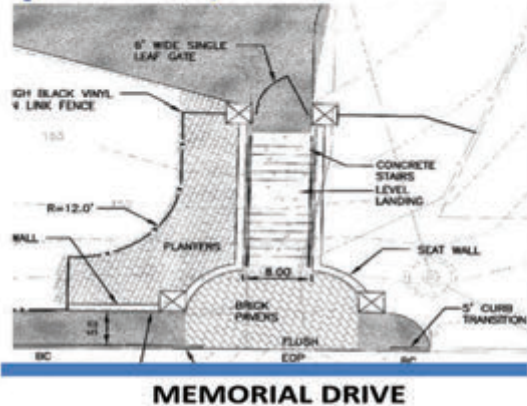 6' WIDE SINGLE
LEAF GATE
IGH BLACK VINYL
N LINK FENCE
153
CONCRETE
STAIRS
LEVEL
LANDING
R=12.0'
WALL
PLANTERS
SEAT WALL
8.00
BRICK
PAVERS
5' CURB
TRANSITION
FLUSH
BC
EOP
MEMORIAL DRIVE